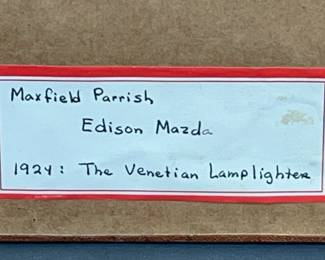 Maxfield Parrish
Edison Mazda
1924: The Venetian Lamplighter